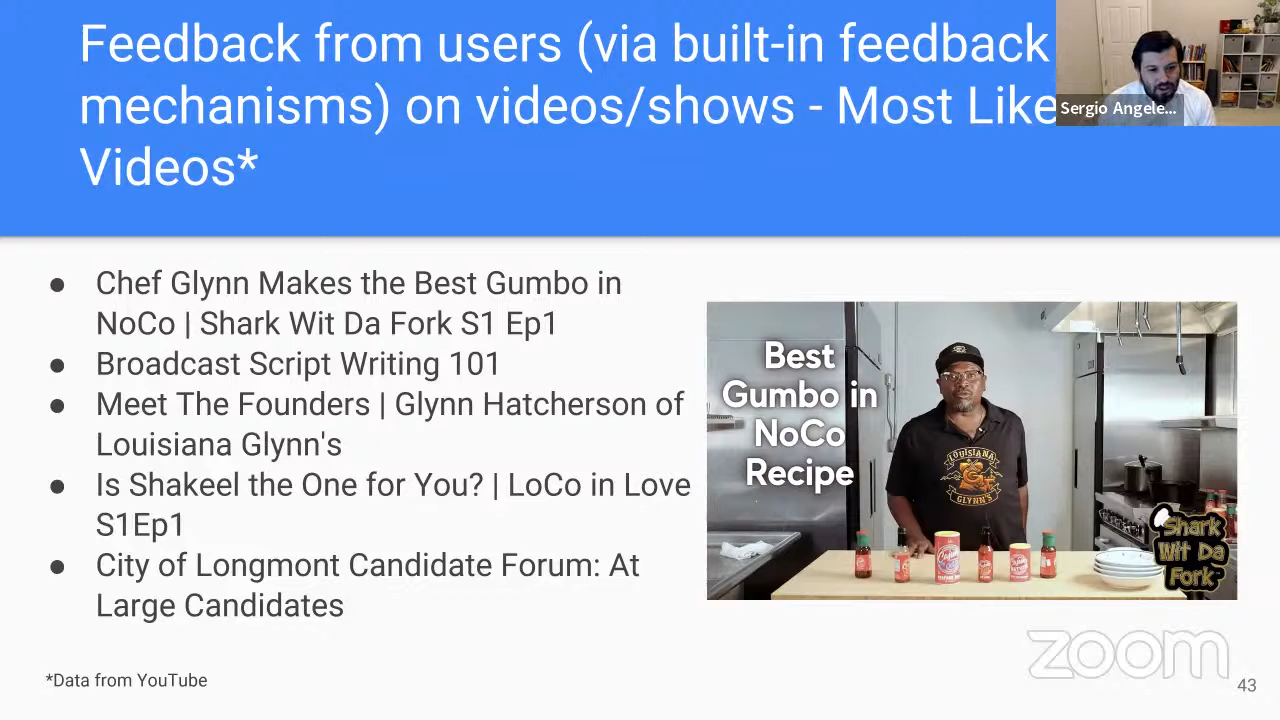 Feedback from users (via built-in feedback
mechanisms) on videos/shows - Most Like
Videos*
Sergio Angele...
● Chef Glynn Makes the Best Gumbo in
NoCo | Shark Wit Da Fork S1 Ep1
● Broadcast Script Writing 101
● Meet The Founders | Glynn Hatcherson of
Louisiana Glynn's
● Is Shakeel the One for You? | LoCo in Love
S1Ep1
● City of Longmont Candidate Forum: At
Large Candidates
Best
Gumbo in
NoCo
Recipe
LOUISIANA
GLYNN'S
Shark
Wit Da
Fork
*Data from YouTube
zoom
43